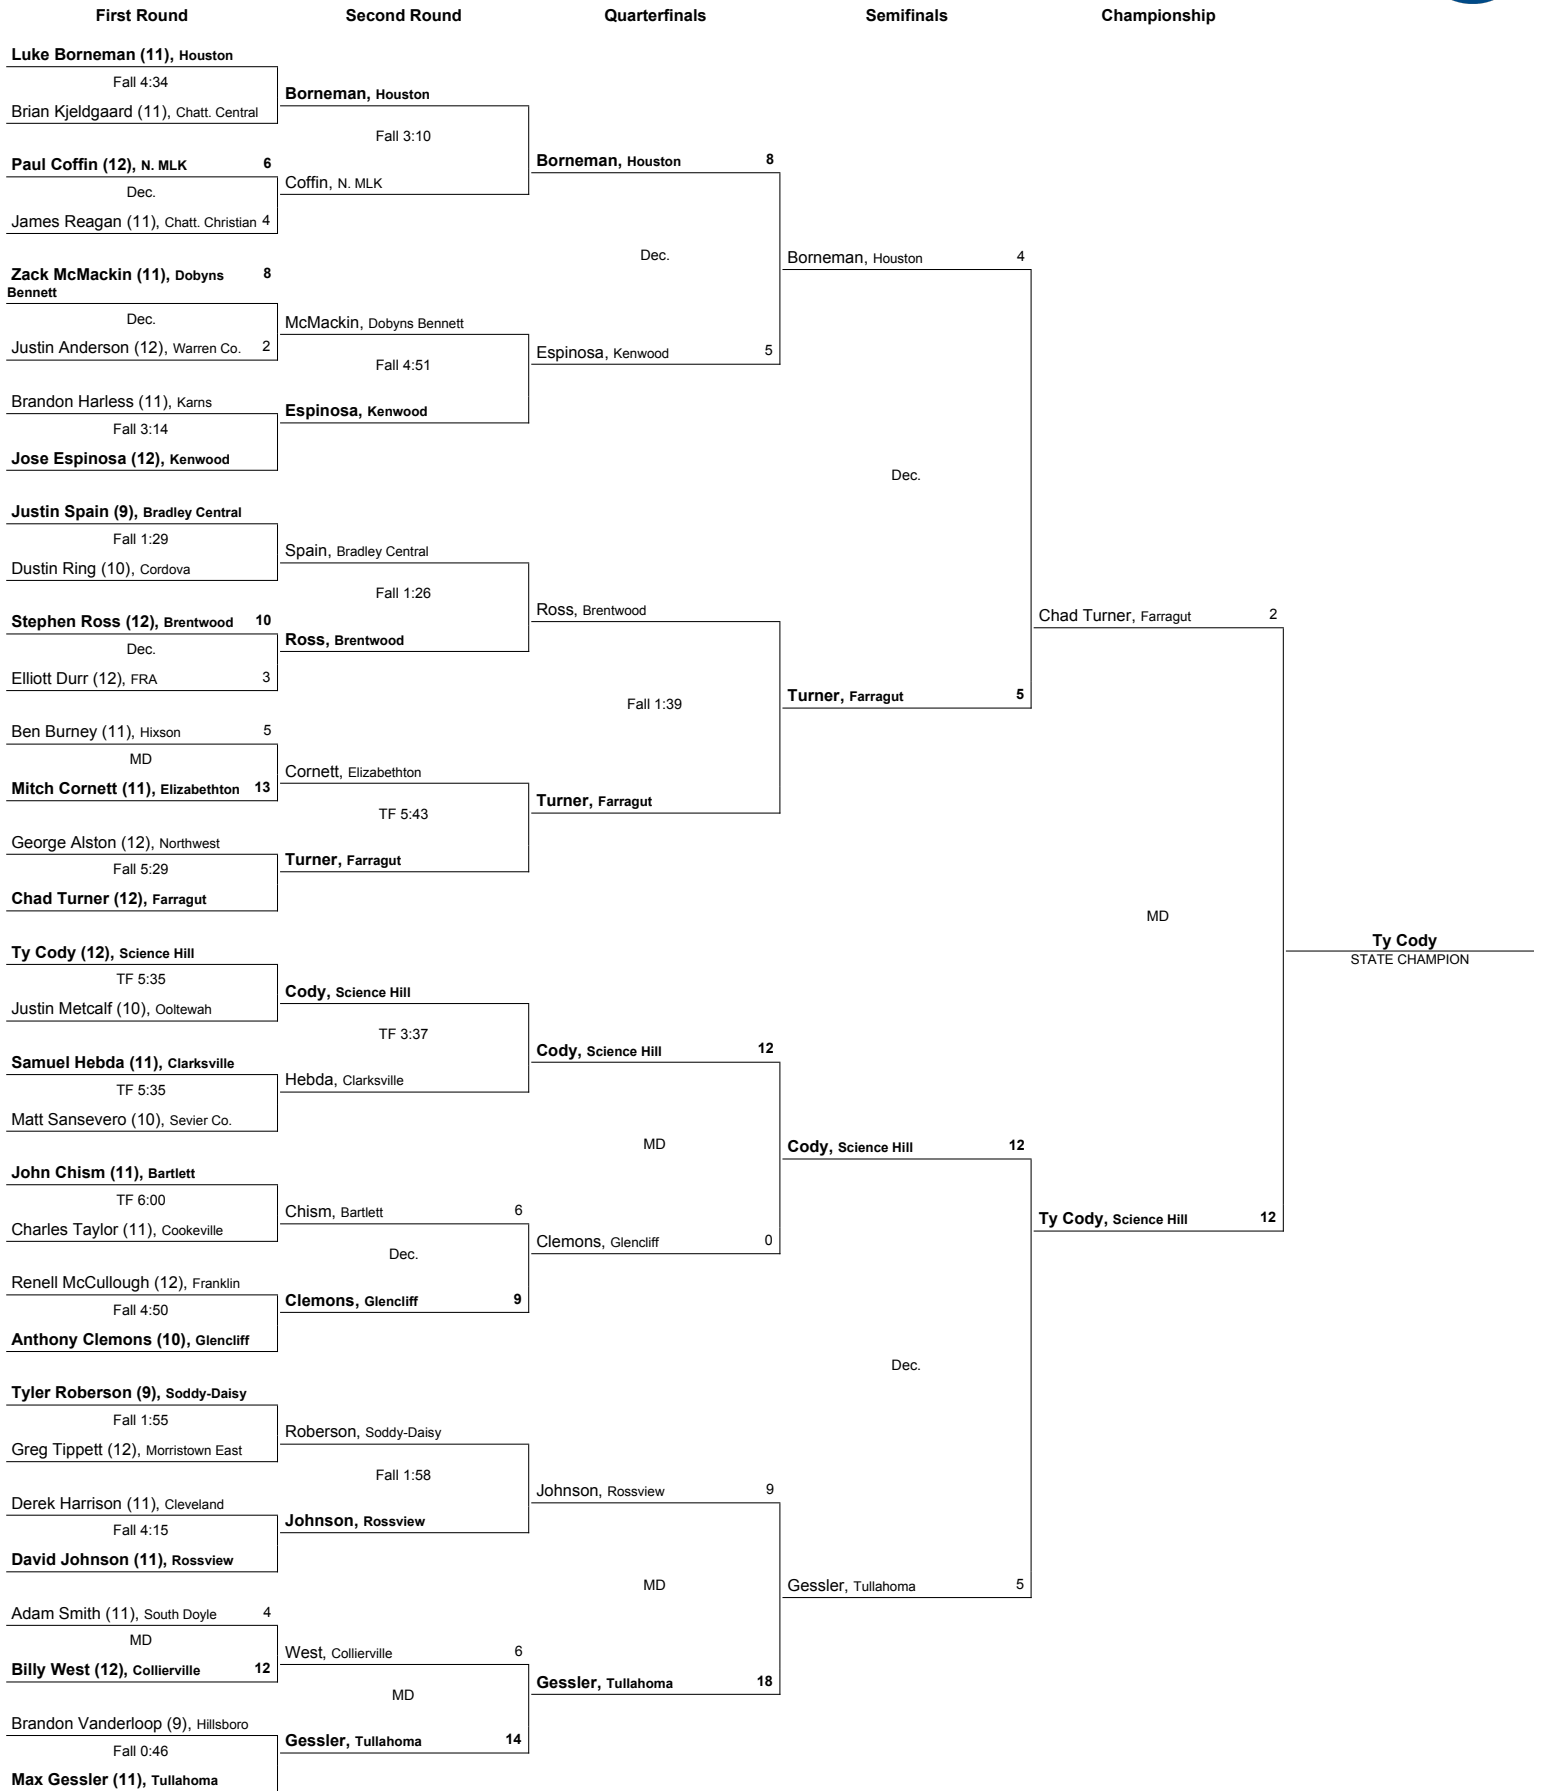 First Round
Second Round
Quarterfinals
Semifinals
Championship
Luke Borneman (11), Houston
Fall 4:34
Brian Kjeldgaard (11), Chatt. Central
Paul Coffin (12), N. MLK 6
Dec.
James Reagan (11), Chatt. Christian 4
Zack McMackin (11), Dobyns 8
Bennett
Dec.
Justin Anderson (12), Warren Co. 2
Brandon Harless (11), Karns
Fall 3:14
Jose Espinosa (12), Kenwood
Justin Spain (9), Bradley Central
Fall 1:29
Dustin Ring (10), Cordova
Stephen Ross (12), Brentwood 10
Dec.
Elliott Durr (12), FRA 3
Ben Burney (11), Hixson 5
MD
Mitch Cornett (11), Elizabethton 13
George Alston (12), Northwest
Fall 5:29
Chad Turner (12), Farragut
Ty Cody (12), Science Hill
TF 5:35
Justin Metcalf (10), Ooltewah
Samuel Hebda (11), Clarksville
TF 5:35
Matt Sansevero (10), Sevier Co.
John Chism (11), Bartlett
TF 6:00
Charles Taylor (11), Cookeville
Renell McCullough (12), Franklin
Fall 4:50
Anthony Clemons (10), Glencliff
Tyler Roberson (9), Soddy-Daisy
Fall 1:55
Greg Tippett (12), Morristown East
Derek Harrison (11), Cleveland
Fall 4:15
David Johnson (11), Rossview
Adam Smith (11), South Doyle 4
MD
Billy West (12), Collierville 12
Brandon Vanderloop (9), Hillsboro
Fall 0:46
Max Gessler (11), Tullahoma
Borneman, Houston
Fall 3:10
Coffin, N. MLK
McMackin, Dobyns Bennett
Fall 4:51
Espinosa, Kenwood
Spain, Bradley Central
Fall 1:26
Ross, Brentwood
Cornett, Elizabethton
TF 5:43
Turner, Farragut
Cody, Science Hill
TF 3:37
Hebda, Clarksville
Chism, Bartlett 6
Dec.
Clemons, Glencliff 9
Roberson, Soddy-Daisy
Fall 1:58
Johnson, Rossview
West, Collierville 6
MD
Gessler, Tullahoma 14
Borneman, Houston 8
Dec.
Espinosa, Kenwood 5
Ross, Brentwood
Fall 1:39
Turner, Farragut
Cody, Science Hill 12
MD
Clemons, Glencliff 0
Johnson, Rossview 9
MD
Gessler, Tullahoma 18
Borneman, Houston 4
Dec.
Turner, Farragut 5
Cody, Science Hill 12
Dec.
Gessler, Tullahoma 5
Chad Turner, Farragut 2
MD
Ty Cody, Science Hill 12
Ty Cody
STATE CHAMPION